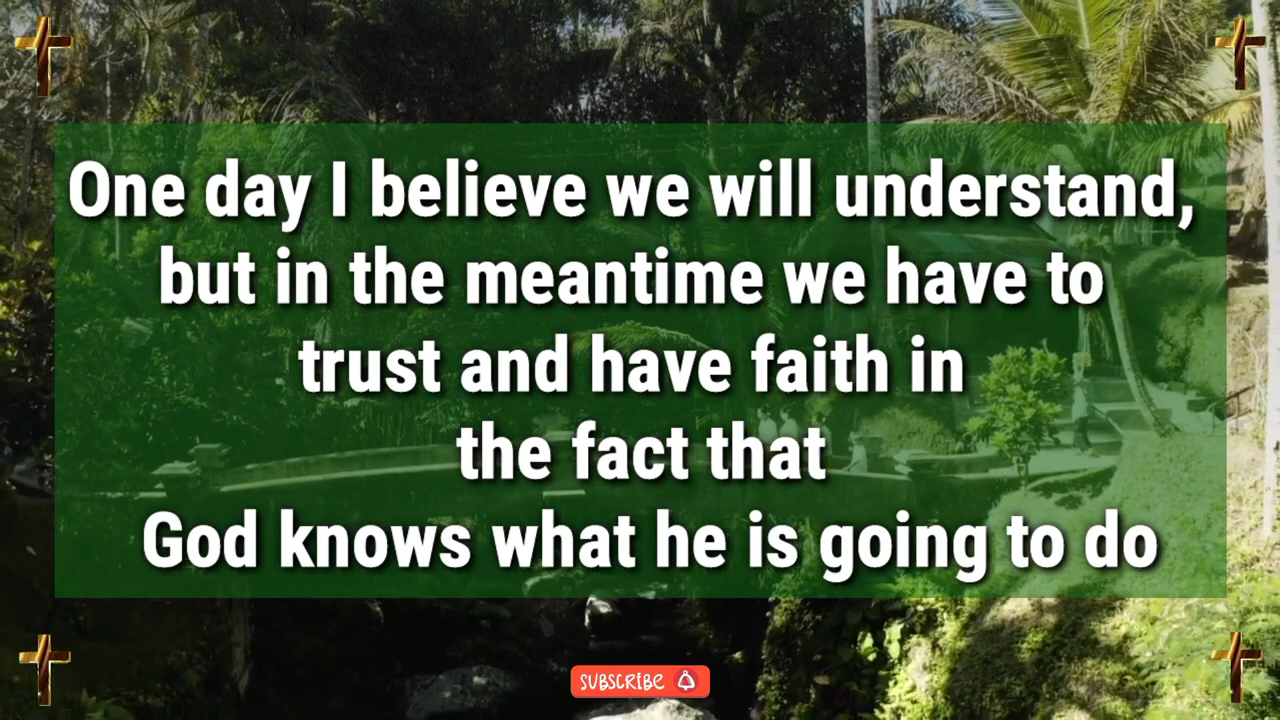 One day I believe we will understand,
but in the meantime we have to
trust and have faith in
the fact that
God knows what he is going to do
SUBSCRIBE